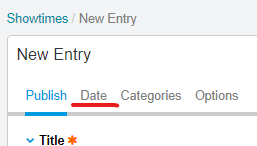 Showtimes / New Entry
New Entry
Publish Date Categories Options
Title *